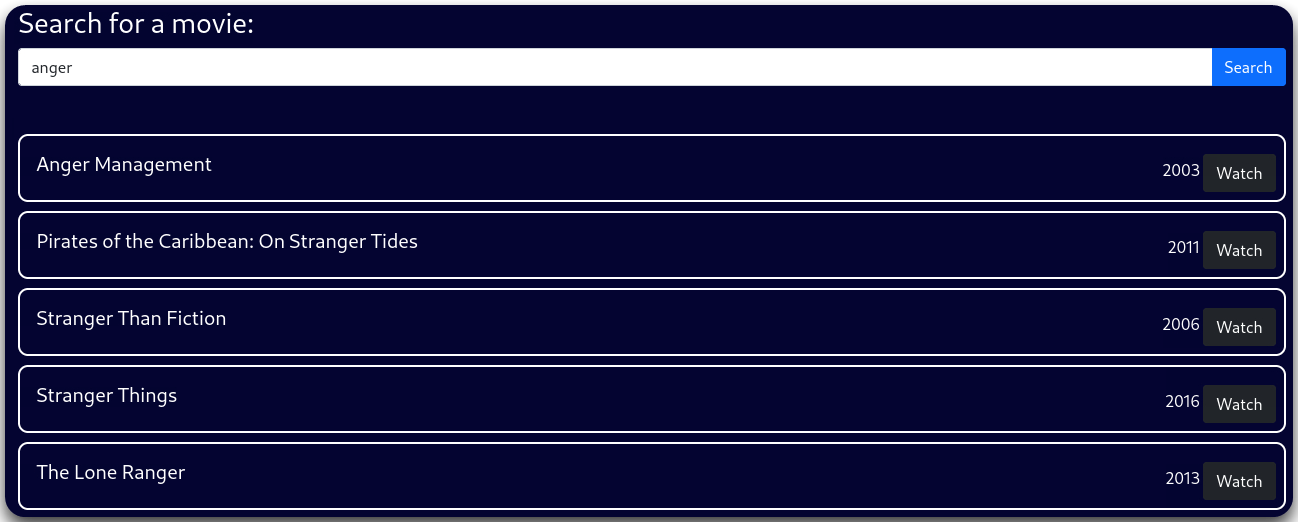 Search for a movie:
anger Search
Anger Management 2003 Watch
Pirates of the Caribbean: On Stranger Tides 2011 Watch
Stranger Than Fiction 2006 Watch
Stranger Things 2016 Watch
The Lone Ranger 2013 Watch